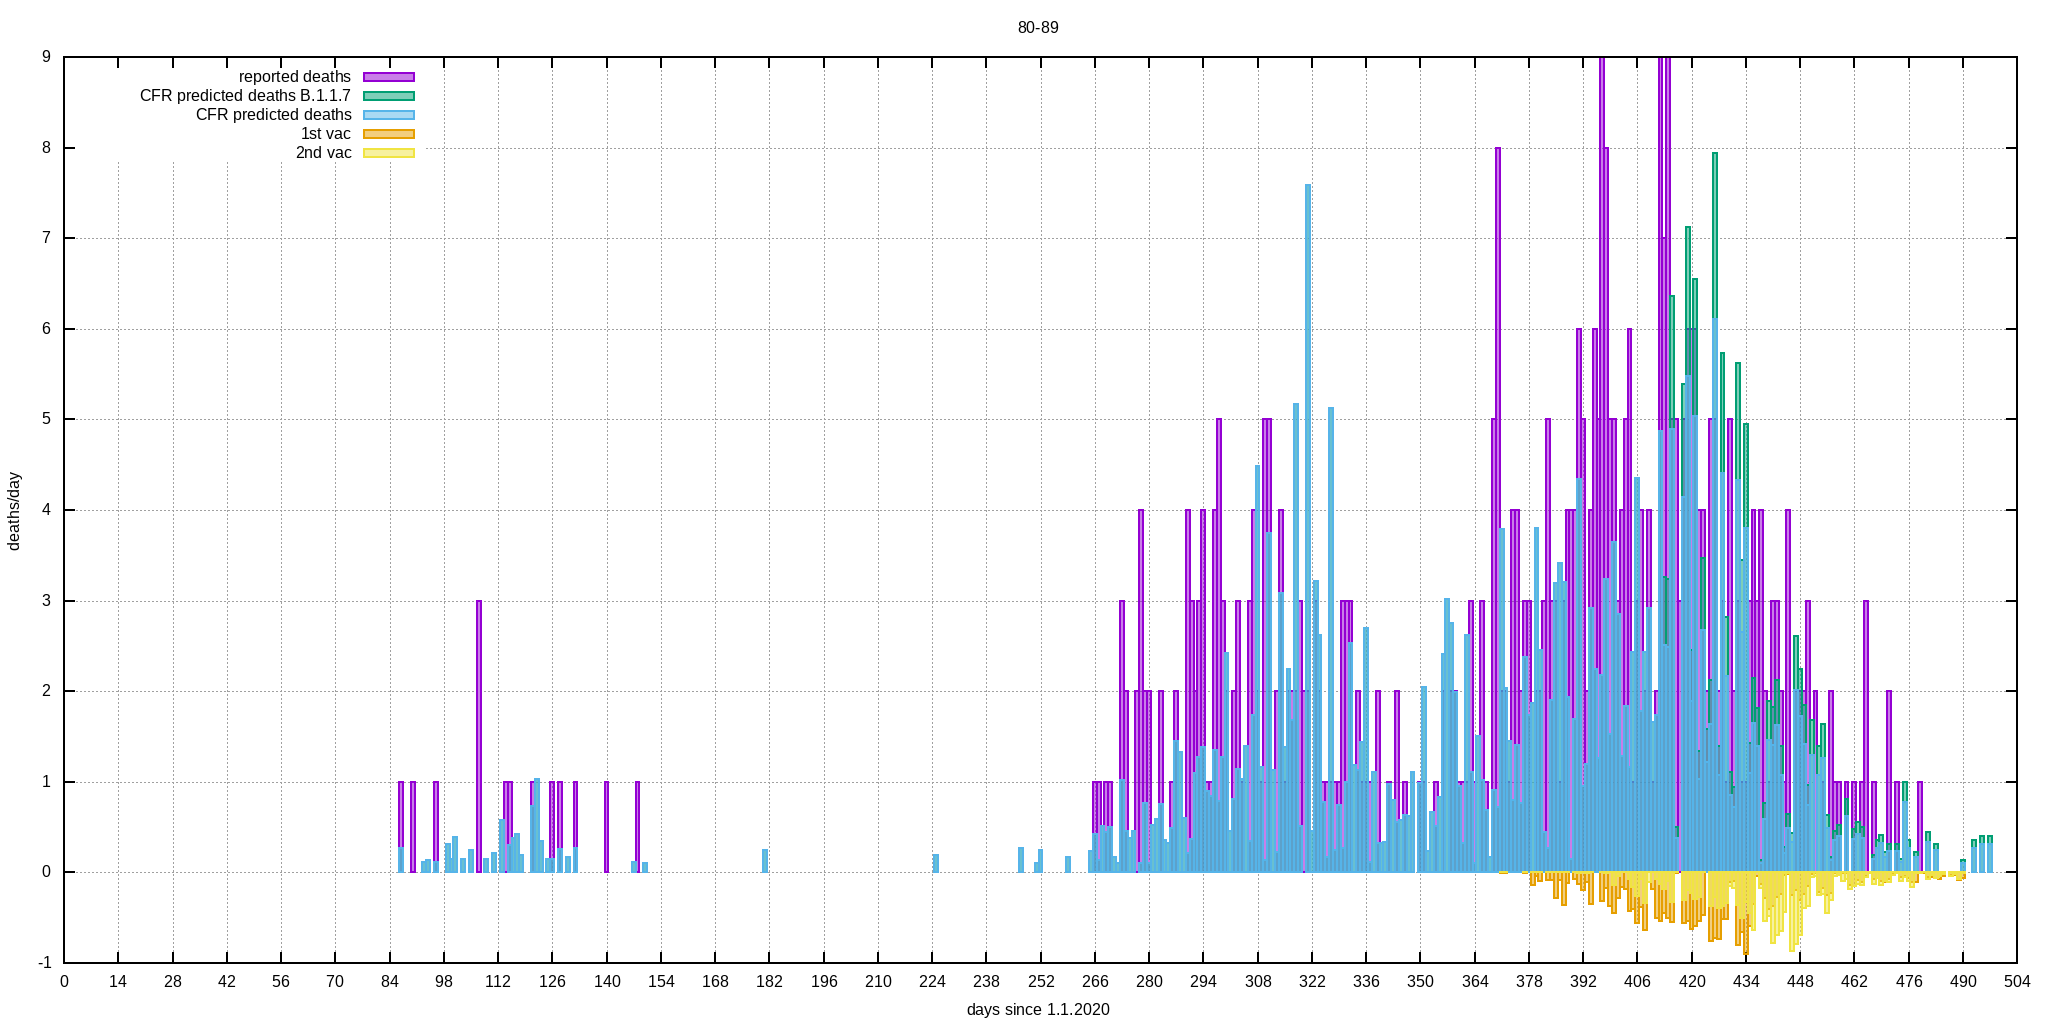 80-89
reported deaths
CFR predicted deaths B.1.1.7
CFR predicted deaths
1st vac
2nd vac
9
8
7
6
5
4
3
2
1
0
-1
deaths/day
0 14 28 42 56 70 84 98 112 126 140 154 168 182 196 210 224 238 252 266 280 294 308 322 336 350 364 378 392 406 420 434 448 462 476 490 504
days since 1.1.2020